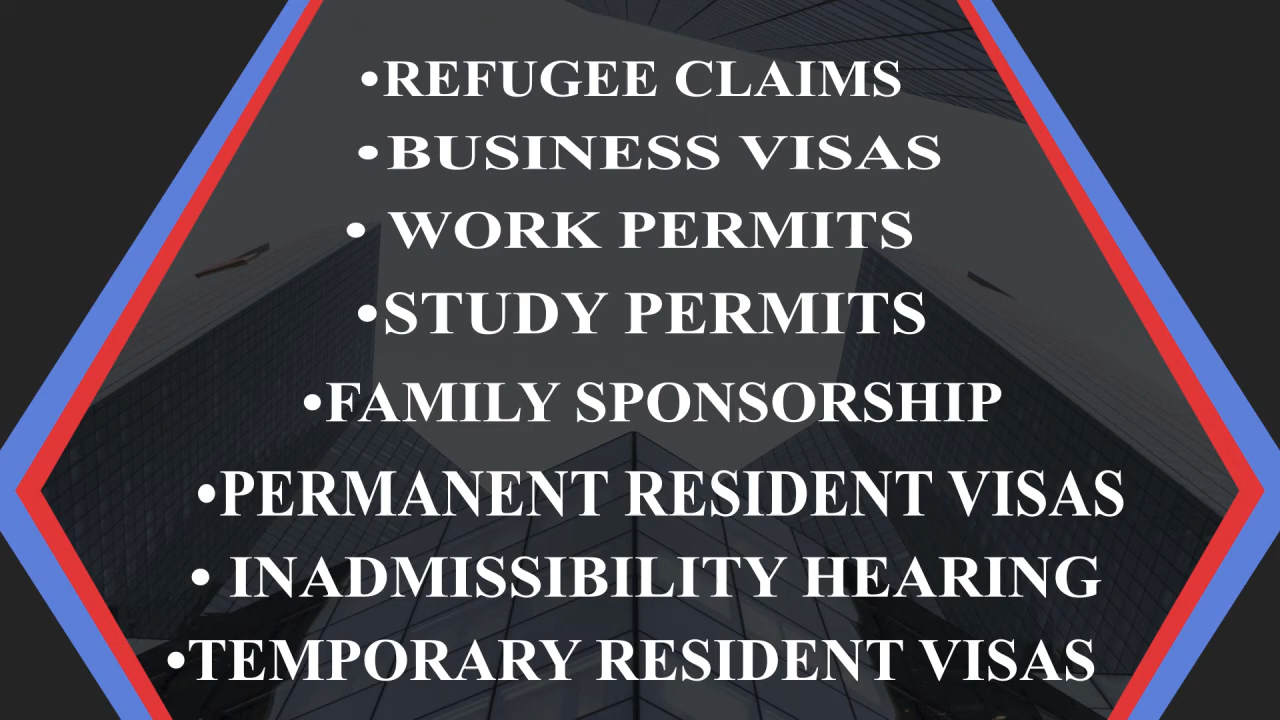 •REFUGEE CLAIMS
•BUSINESS VISAS
• WORK PERMITS
•STUDY PERMITS
•FAMILY SPONSORSHIP
•PERMANENT RESIDENT VISAS
• INADMISSIBILITY HEARING
•TEMPORARY RESIDENT VISAS